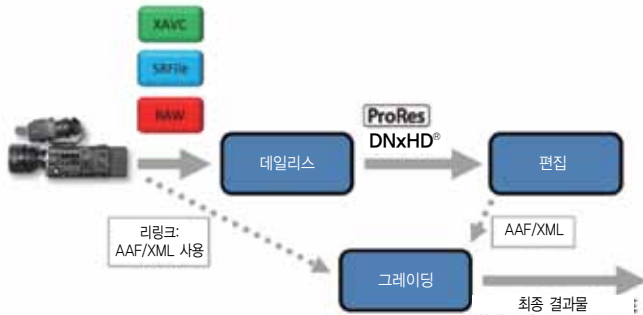 XAVC
SRFile
RAW
ProRes
DNxHD®
데일리스
편집
리링크:
AAF/XML 사용
AAF/XML
그레이딩
최종 결과물